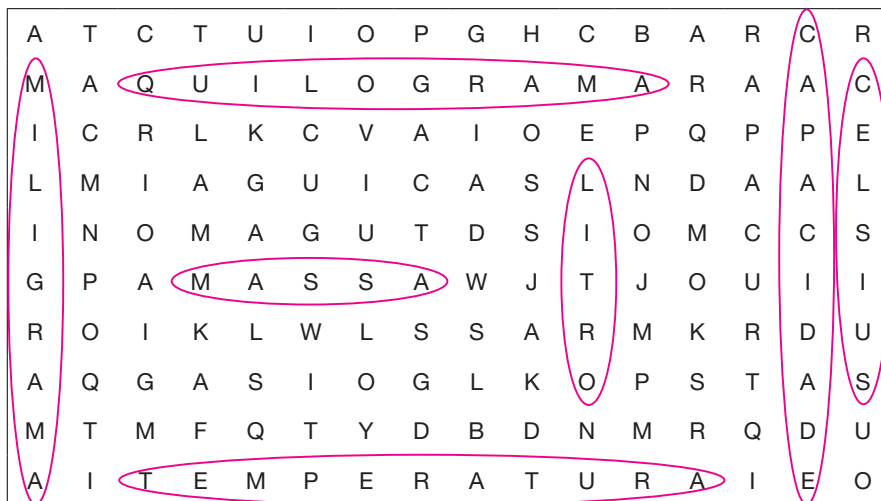 A T C T U I O P G H C B A R C R
M A Q U I L O G R A M A R A A C
I C R L K C V A I O E P Q P P E
L M I A G U I C A S L N D A A L
I N O M A G U T D S I O M C C S
G P A M A S S A W J T J O U I I
R O I K L W L S S A R M K R D U
A Q G A S I O G L K O P S T A S
M T M F Q T Y D B D N M R Q D U
A I T E M P E R A T U R A I E O